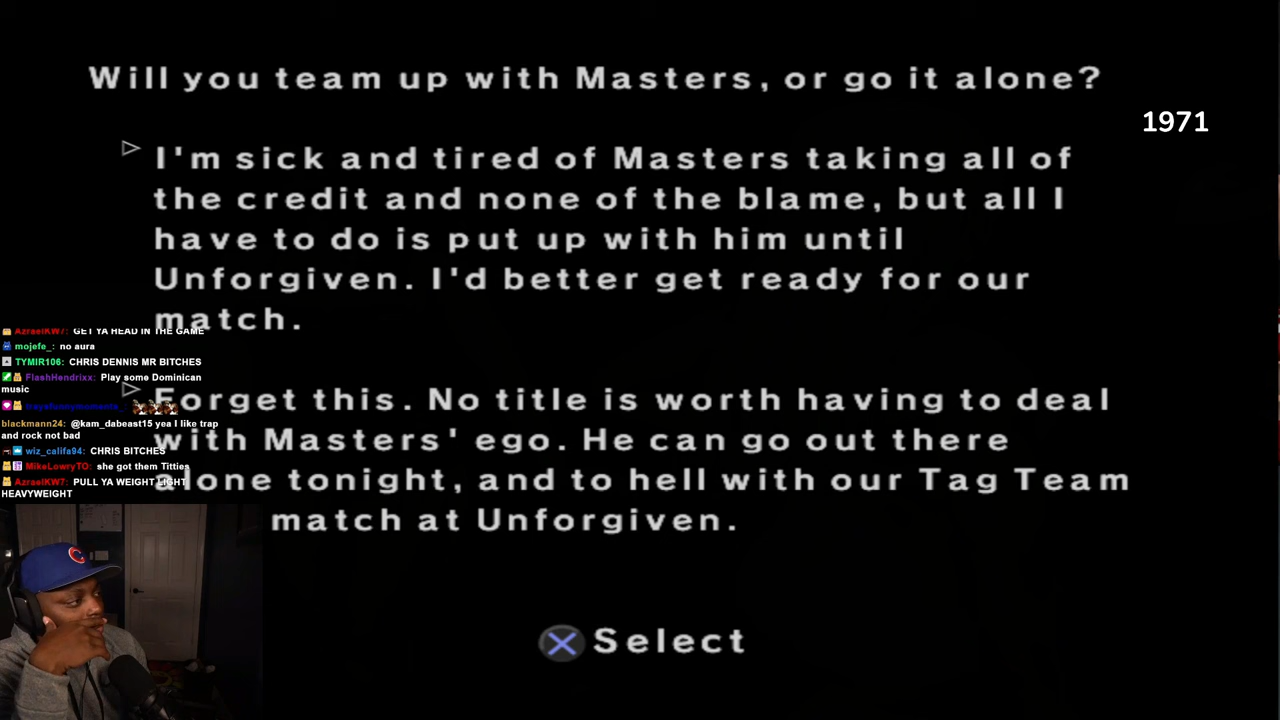 Will you team up with Masters, or go it alone?
1971
I'm sick and tired of Masters taking all of
the credit and none of the blame, but all I
have to do is put up with him until
Unforgiven. I'd better get ready for our
match.
Forget this. No title is worth having to deal
with Masters' ego. He can go out there
alone tonight, and to hell with our Tag Team
match at Unforgiven.
AzraelKW7: GET YA HEAD IN THE GAME
mojefe_: no aura
TYMIR106: CHRIS DENNIS MR BITCHES
FlashHendrixx: Play some Dominican
music
blackmann24: @kam_dabeast15 yea I like trap
and rock not bad
wiz_califa94: CHRIS BITCHES
MikeLowryTO: she got them Titties
AzraelKW7: PULL YA WEIGHT LIGHT
HEAVYWEIGHT
C
Select